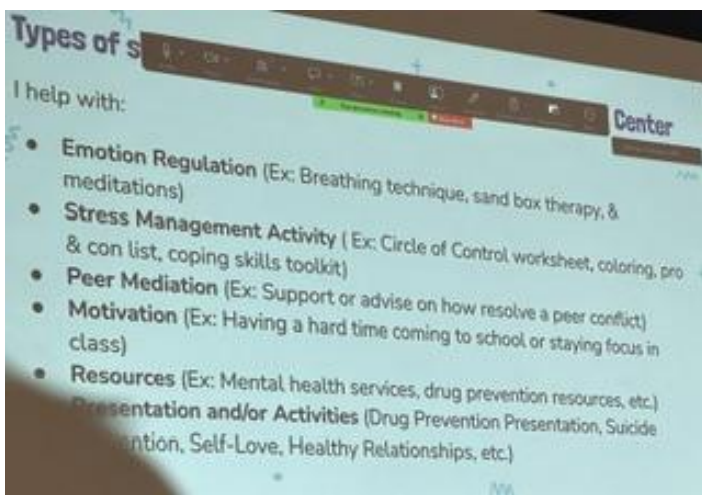 Types of s
Center
I help with:
● Emotion Regulation (Ex: Breathing technique, sand box therapy, &
meditations)
● Stress Management Activity ( Ex: Circle of Control worksheet, coloring, pro
& con list, coping skills toolkit)
● Peer Mediation (Ex: Support or advise on how resolve a peer conflict)
● Motivation (Ex: Having a hard time coming to school or staying focus in
class)
● Resources (Ex: Mental health services, drug prevention resources, etc.)
esentation and/or Activities (Drug Prevention Presentation, Suicide
ention, Self-Love, Healthy Relationships, etc.)